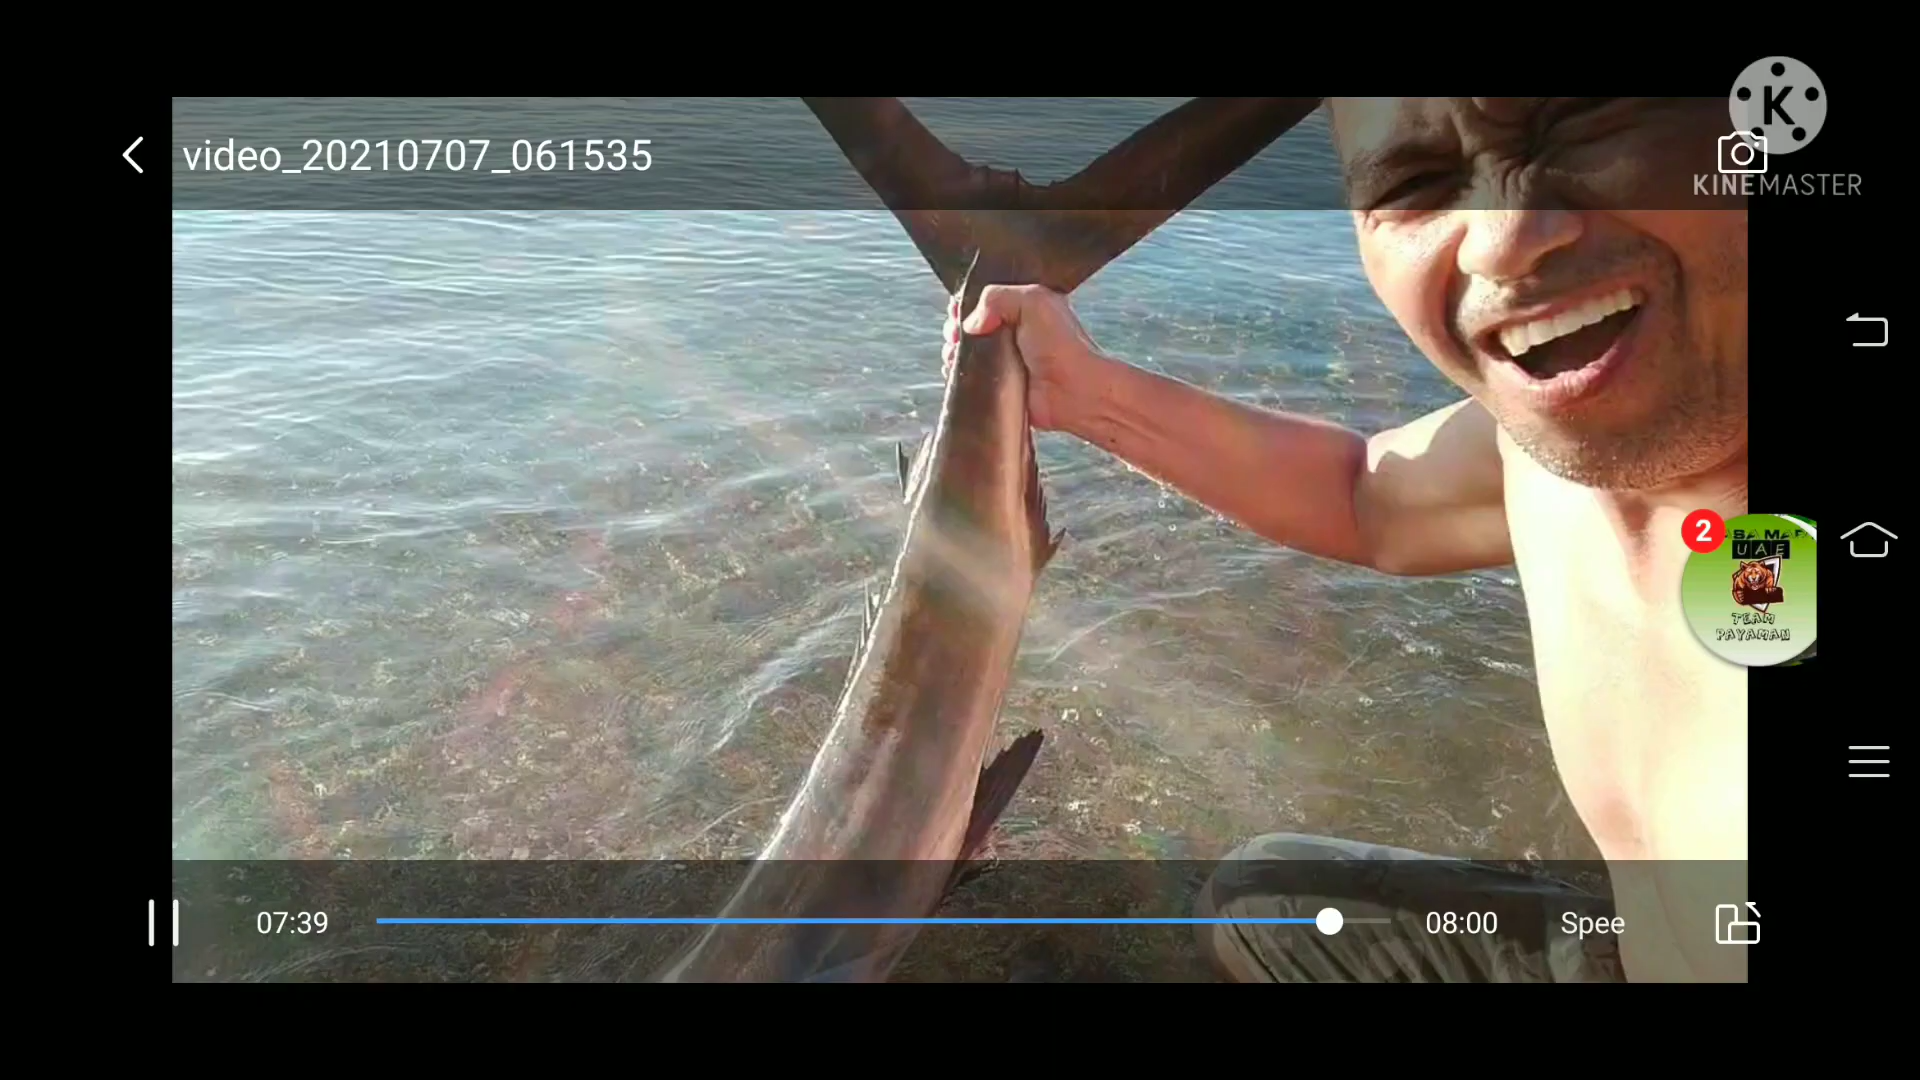 video_20210707_061535
K
KINEMASTER
2
UAE
TEAM
PAYAMAN
07:39
08:00
Spee